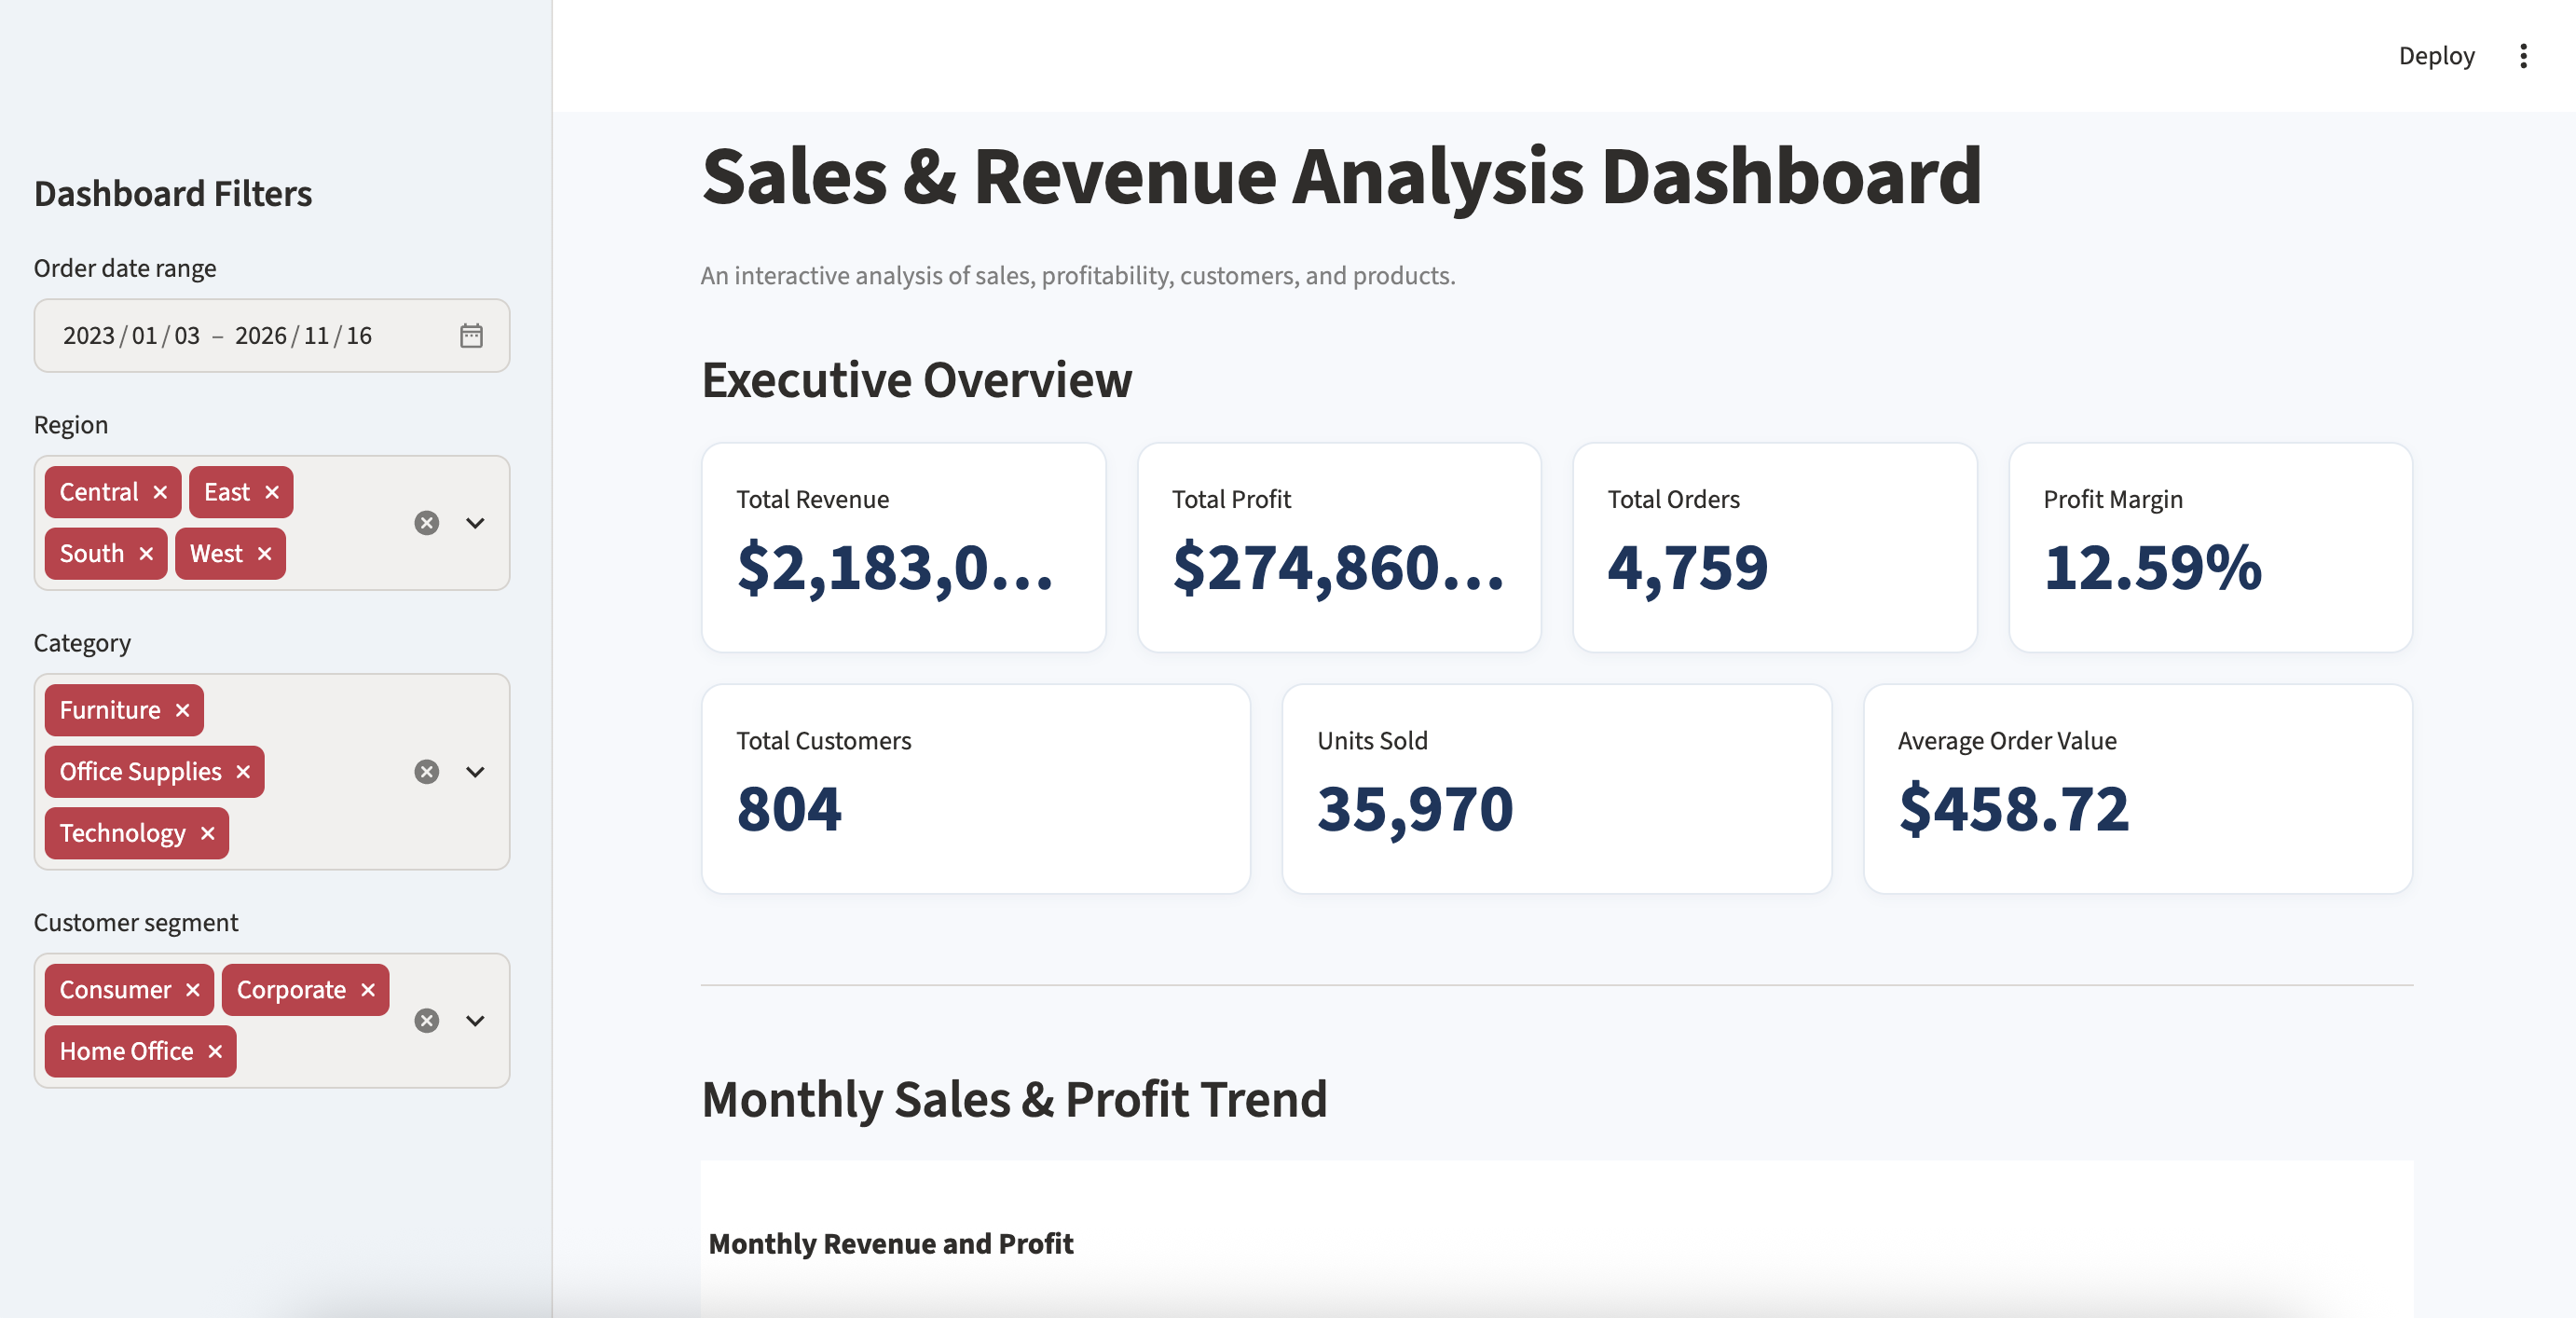 Deploy
Dashboard Filters
Order date range
2023/01/03 – 2026/11/16
Region
Central East
South West
Category
Furniture
Office Supplies
Technology
Customer segment
Consumer Corporate
Home Office
Sales & Revenue Analysis Dashboard
An interactive analysis of sales, profitability, customers, and products.
Executive Overview
Total Revenue
$2,183,0...
Total Profit
$274,860...
Total Orders
4,759
Profit Margin
12.59%
Total Customers
804
Units Sold
35,970
Average Order Value
$458.72
Monthly Sales & Profit Trend
Monthly Revenue and Profit